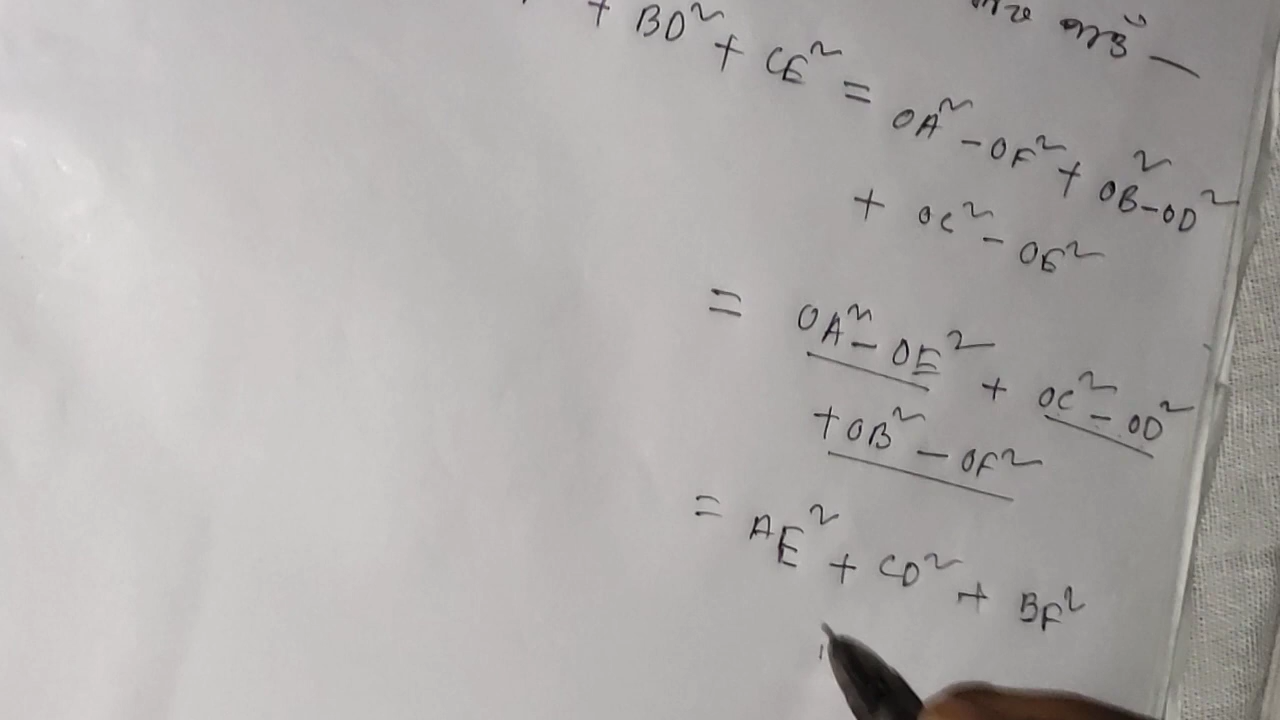 + BD² + CE² = OA² - OF² + OB² - OD²
+ OC² - OE²
= OA² - OE² + OC² - OD²
+ OB² - OF²
= AE² + CD² + BF²